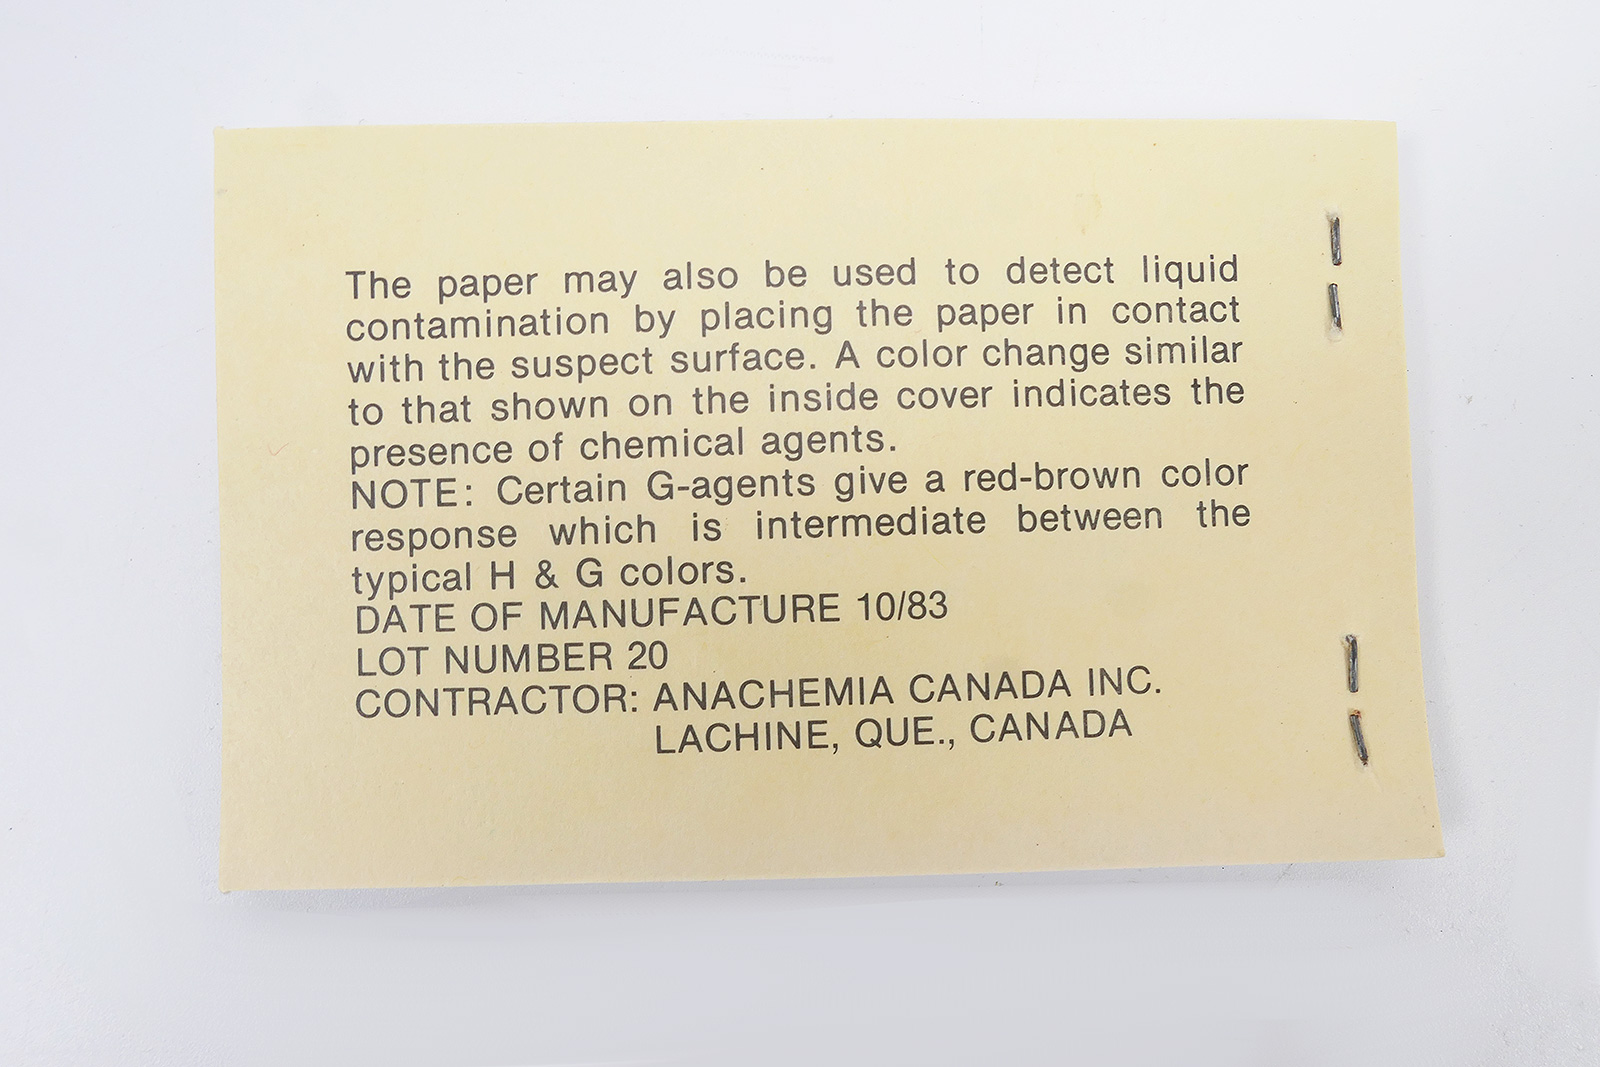 The paper may also be used to detect liquid
contamination by placing the paper in contact
with the suspect surface. A color change similar
to that shown on the inside cover indicates the
presence of chemical agents.
NOTE: Certain G-agents give a red-brown color
response which is intermediate between the
typical H & G colors.
DATE OF MANUFACTURE 10/83
LOT NUMBER 20
CONTRACTOR: ANACHEMIA CANADA INC.
LACHINE, QUE., CANADA